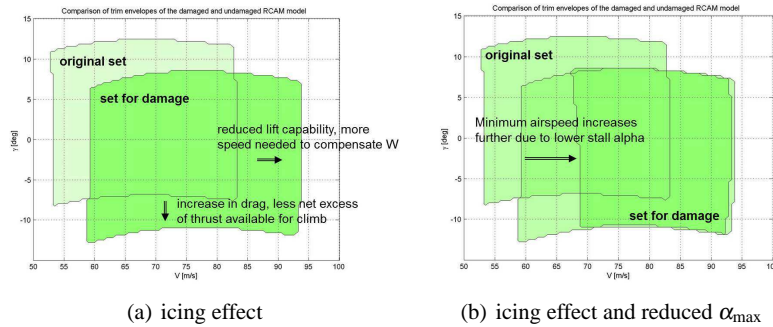 Comparison of trim envelopes of the damaged and undamaged RCAM model
15
10
5
0
-5
-10
γ [deg]
original set
set for damage
reduced lift capability, more
speed needed to compensate W
increase in drag, less net excess
of thrust available for climb
50 55 60 65 70 75 80 85 90 95 100
V [m/s]
(a) icing effect
Comparison of trim envelopes of the damaged and undamaged RCAM model
15
10
5
0
-5
-10
γ [deg]
original set
Minimum airspeed increases
further due to lower stall alpha
set for damage
50 55 60 65 70 75 80 85 90 95 100
V [m/s]
(b) icing effect and reduced αmax